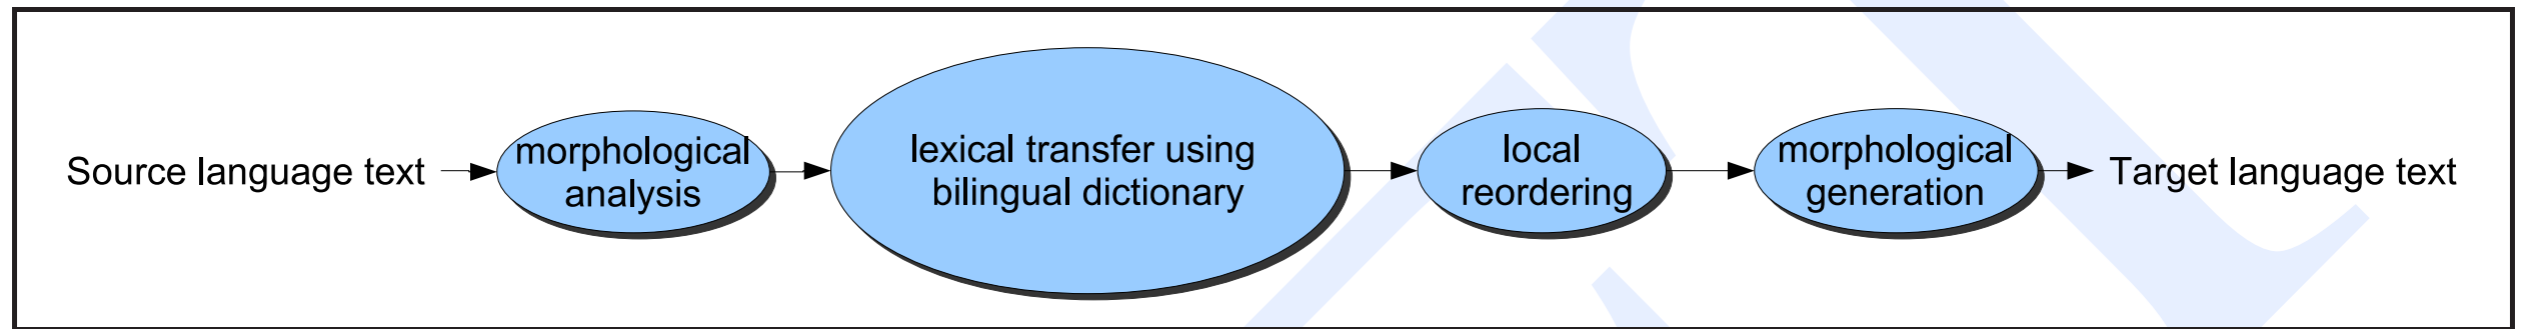 Source language text
morphological
analysis
lexical transfer using
bilingual dictionary
local
reordering
morphological
generation
Target language text